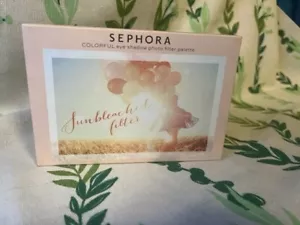 SEPHORA
COLORFUL eye shadow photo filter palette
Sunbleached
filter